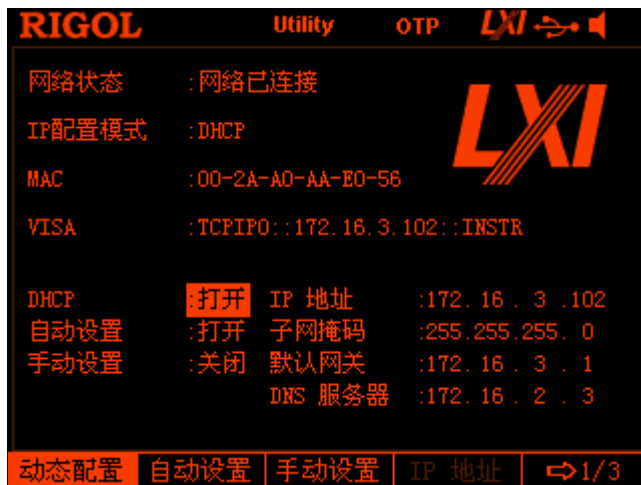 RIGOL Utility OTP LXI
网络状态 :网络已连接
LXI
IP配置模式 :DHCP
MAC :00-2A-A0-AA-E0-56
VISA :TCPIP0::172.16.3.102::INSTR
DHCP :打开 IP 地址 :172. 16 . 3 .102
自动设置 :打开 子网掩码 :255.255.255. 0
手动设置 :关闭 默认网关 :172. 16 . 3 . 1
DNS 服务器 :172. 16 . 2 . 3
动态配置 自动设置 手动设置 IP 地址 ⇨1/3